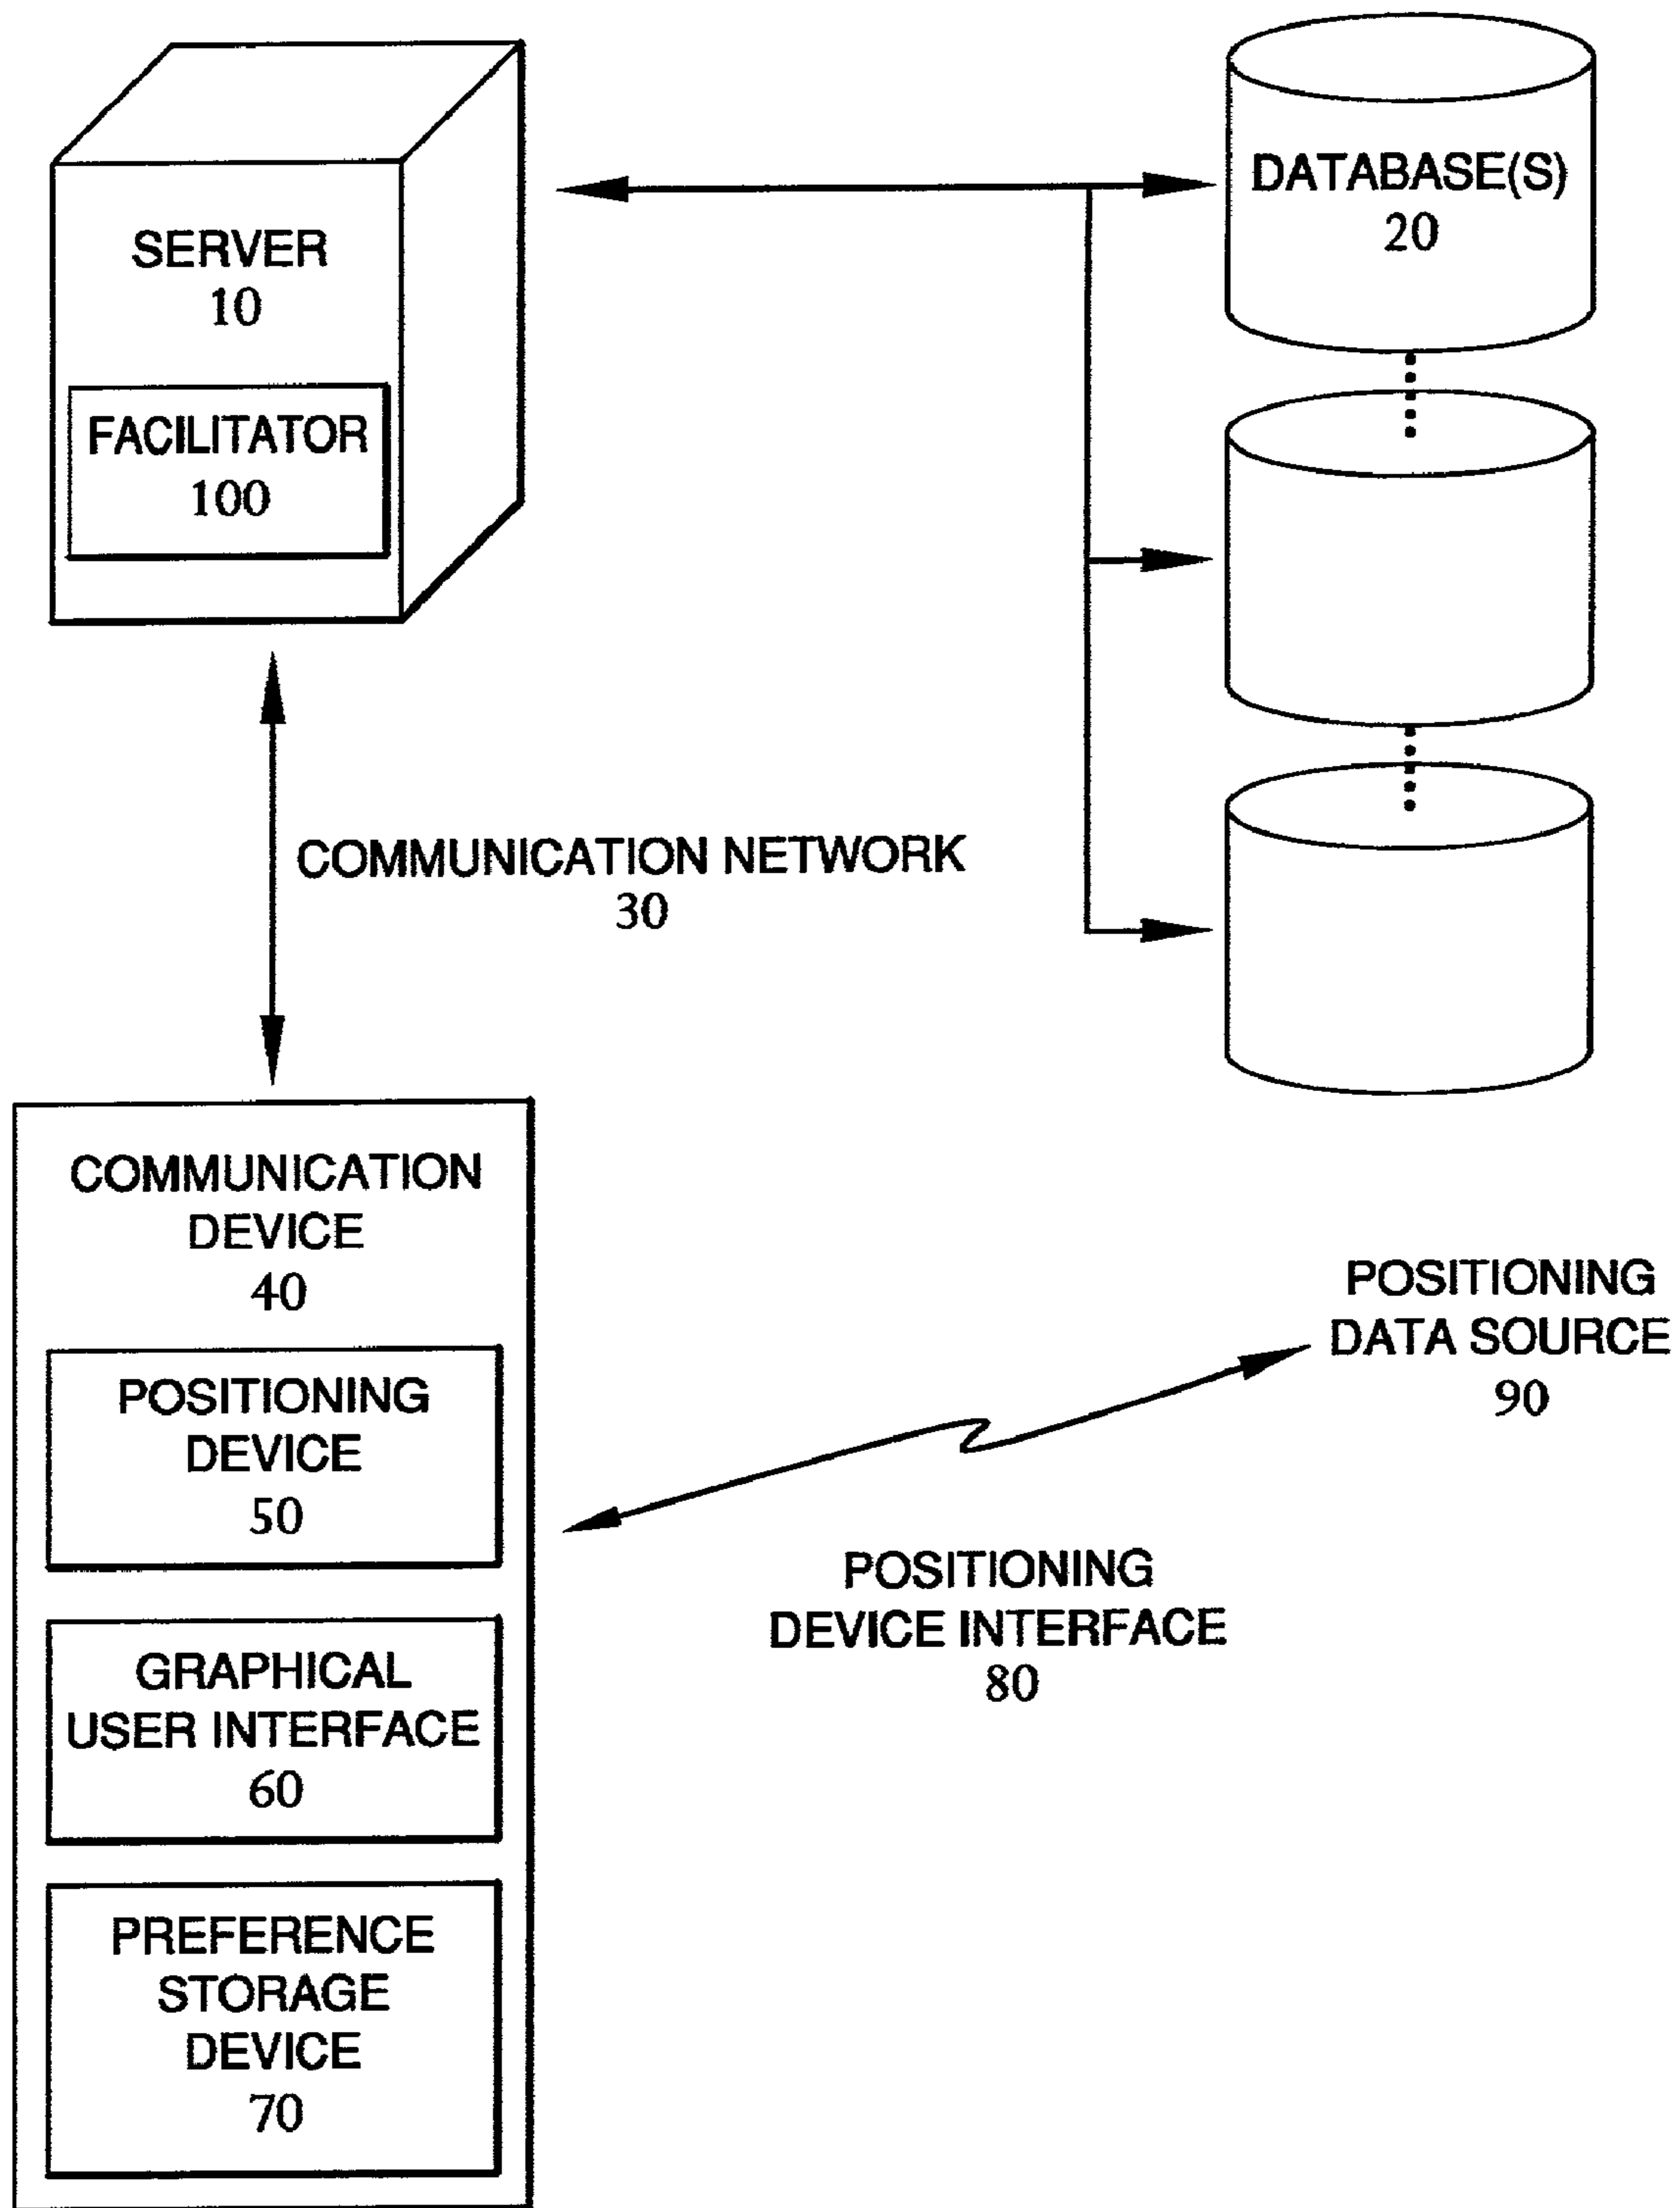 SERVER
10
FACILITATOR
100
DATABASE(S)
20
COMMUNICATION NETWORK
30
COMMUNICATION
DEVICE
40
POSITIONING
DEVICE
50
GRAPHICAL
USER INTERFACE
60
PREFERENCE
STORAGE
DEVICE
70
POSITIONING
DEVICE INTERFACE
80
POSITIONING
DATA SOURCE
90